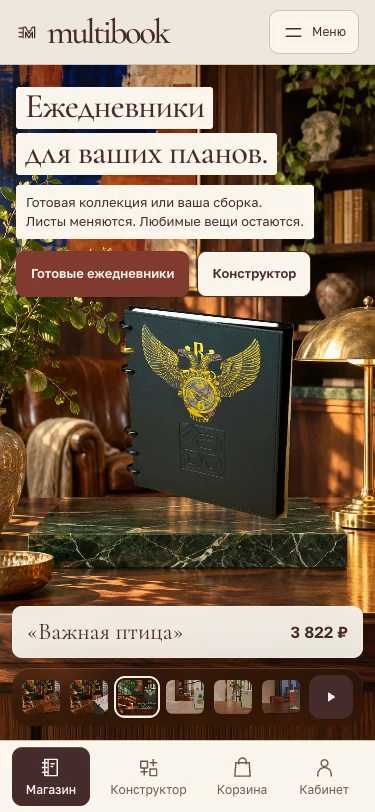 multibook
Меню
Ежедневники
для ваших планов.
Готовая коллекция или ваша сборка.
Листы меняются. Любимые вещи остаются.
Готовые ежедневники
Конструктор
«Важная птица»
3 822 ₽
Магазин
Конструктор
Корзина
Кабинет